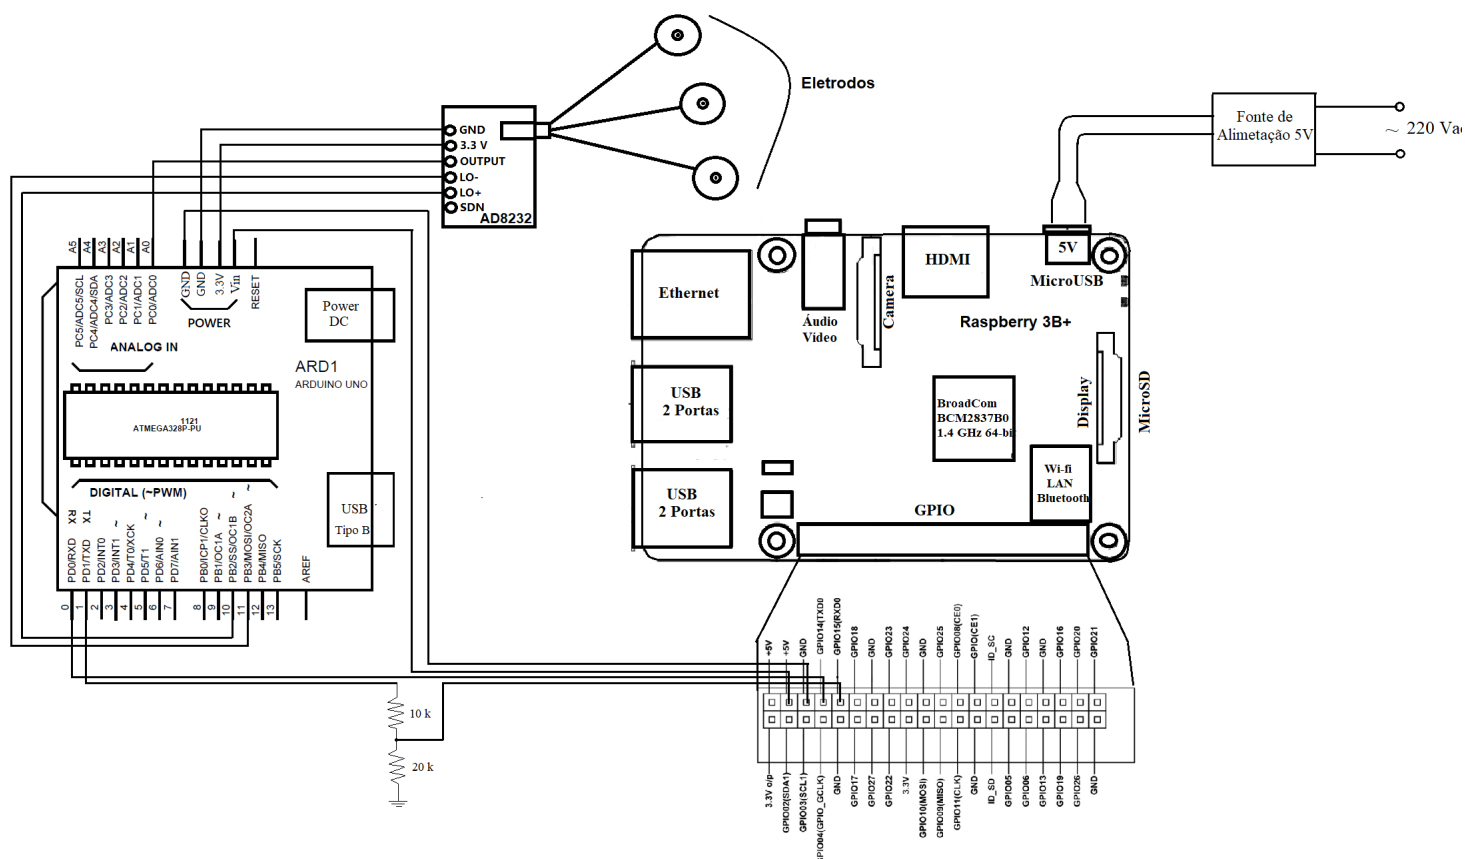 Eletrodos
GND
3.3 V
OUTPUT
LO-
LO+
SDN
AD8232
Fonte de
Alimetação 5V
~ 220 Vac
A5
A4
A3
A2
A1
A0
PC5/ADC5/SCL
PC4/ADC4/SDA
PC3/ADC3
PC2/ADC2
PC1/ADC1
PC0/ADC0
GND
GND
3.3V
Vin
RESET
POWER
ANALOG IN
Power
DC
ARD1
ARDUINO UNO
1121
ATMEGA328P-PU
DIGITAL (~PWM)
USB
Tipo B
RX
TX
~
~
~
~
~
~
PD0/RXD
PD1/TXD
PD2/INT0
PD3/INT1
PD4/T0/XCK
PD5/T1
PD6/AIN0
PD7/AIN1
PB0/ICP1/CLKO
PB1/OC1A
PB2/SS/OC1B
PB3/MOSI/OC2A
PB4/MISO
PB5/SCK
AREF
0
1
2
3
4
5
6
7
8
9
10
11
12
13
10 k
20 k
Ethernet
Áudio
Vídeo
Camera
HDMI
5V
MicroUSB
Raspberry 3B+
USB
2 Portas
BroadCom
BCM2837B0
1.4 GHz 64-bit
Display
MicroSD
USB
2 Portas
Wi-fi
LAN
Bluetooth
GPIO
+5V
+5V
GND
GPIO14(TXD0
GPIO15(RXD0
GPIO18
GND
GPIO23
GPIO24
GND
GPIO25
GPIO08(CE0)
GPIO(CE1)
ID_SC
GND
GPIO12
GND
GPIO16
GPIO20
GPIO21
3.3V o/p
GPIO02(SDA1)
GPIO03(SCL1)
GPIO04(GPIO_GCLK)
GND
GPIO17
GPIO27
GPIO22
3.3V
GPIO10(MOSI)
GPIO09(MISO)
GPIO11(CLK)
GND
ID_SD
GPIO05
GPIO06
GPIO13
GPIO19
GPIO26
GND